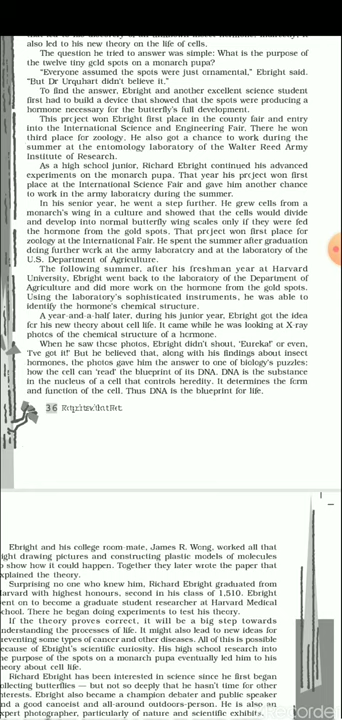 also led to his new theory on the life of cells.
The question he tried to answer was simple: What is the purpose of
the twelve tiny gold spots on a monarch pupa?
"Everyone assumed the spots were just ornamental," Ebright said.
"But Dr Urquhart didn't believe it."
To find the answer, Ebright and another excellent science student
first had to build a device that showed that the spots were producing a
hormone necessary for the butterfly's full development.
This project won Ebright first place in the county fair and entry
into the International Science and Engineering Fair. There he won
third place for zoology. He also got a chance to work during the
summer at the entomology laboratory of the Walter Reed Army
Institute of Research.
As a high school junior, Richard Ebright continued his advanced
experiments on the monarch pupa. That year his project won first
place at the International Science Fair and gave him another chance
to work in the army laboratory during the summer.
In his senior year, he went a step further. He grew cells from a
monarch's wing in a culture and showed that the cells would divide
and develop into normal butterfly wing scales only if they were fed
the hormone from the gold spots. That project won first place for
zoology at the International Fair. He spent the summer after graduation
doing further work at the army laboratory and at the laboratory of the
U.S. Department of Agriculture.
The following summer, after his freshman year at Harvard
University, Ebright went back to the laboratory of the Department of
Agriculture and did more work on the hormone from the gold spots.
Using the laboratory's sophisticated instruments, he was able to
identify the hormone's chemical structure.
A year-and-a-half later, during his junior year, Ebright got the idea
for his new theory about cell life. It came while he was looking at X-ray
photos of the chemical structure of a hormone.
When he saw those photos, Ebright didn't shout, 'Eureka!' or even,
'I've got it!' But he believed that, along with his findings about insect
hormones, the photos gave him the answer to one of biology's puzzles:
how the cell can 'read' the blueprint of its DNA. DNA is the substance
in the nucleus of a cell that controls heredity. It determines the form
and function of the cell. Thus DNA is the blueprint for life.
36
Ebright and his college room-mate, James R. Wong, worked all that
ight drawing pictures and constructing plastic models of molecules
o show how it could happen. Together they later wrote the paper that
xplained the theory.
Surprising no one who knew him, Richard Ebright graduated from
arvard with highest honours, second in his class of 1,510. Ebright
ent on to become a graduate student researcher at Harvard Medical
chool. There he began doing experiments to test his theory.
If the theory proves correct, it will be a big step towards
nderstanding the processes of life. It might also lead to new ideas for
reventing some types of cancer and other diseases. All of this is possible
ecause of Ebright's scientific curiosity. His high school research into
he purpose of the spots on a monarch pupa eventually led him to his
heory about cell life.
Richard Ebright has been interested in science since he first began
ollecting butterflies — but not so deeply that he hasn't time for other
terests. Ebright also became a champion debater and public speaker
nd a good canoeist and all-around outdoors-person. He is also an
xpert photographer, particularly of nature and scientific exhibits.